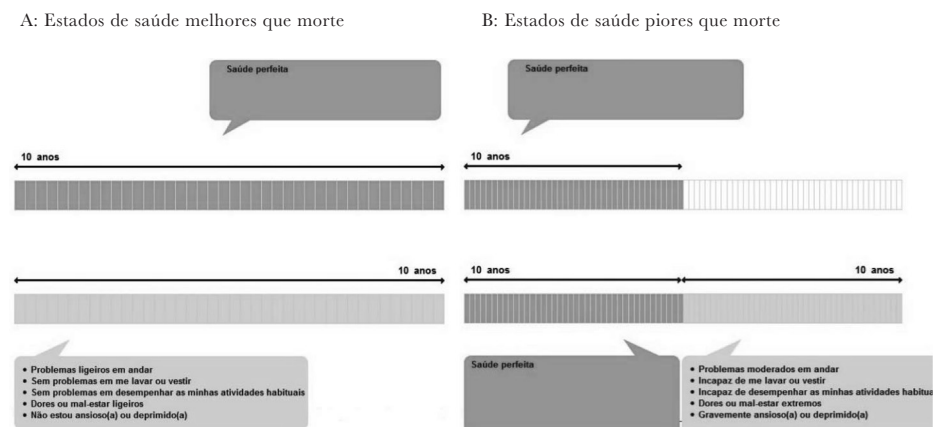 A: Estados de saúde melhores que morte
Saúde perfeita
10 anos
10 anos
• Problemas ligeiros em andar
• Sem problemas em me lavar ou vestir
• Sem problemas em desempenhar as minhas atividades habituais
• Dores ou mal-estar ligeiros
• Não estou ansioso(a) ou deprimido(a)
B: Estados de saúde piores que morte
Saúde perfeita
10 anos
10 anos
10 anos
Saúde perfeita
• Problemas moderados em andar
• Incapaz de me lavar ou vestir
• Incapaz de desempenhar as minhas atividades habitua
• Dores ou mal-estar extremos
• Gravemente ansioso(a) ou deprimido(a)